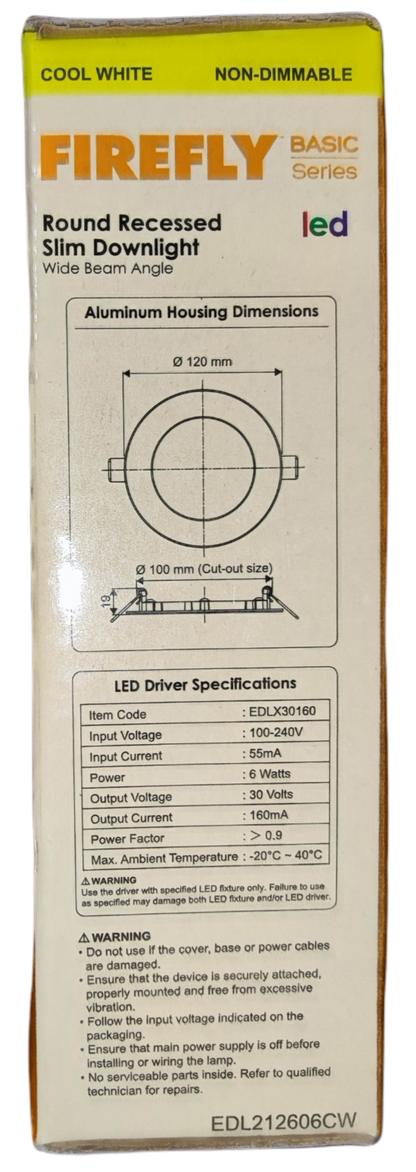 COOL WHITE NON-DIMMABLE
FIREFLY™ BASIC Series
Round Recessed
Slim Downlight
Wide Beam Angle
led
Aluminum Housing Dimensions
Ø 120 mm
Ø 100 mm (Cut-out size)
19
LED Driver Specifications
Item Code : EDLX30160
Input Voltage : 100-240V
Input Current : 55mA
Power : 6 Watts
Output Voltage : 30 Volts
Output Current : 160mA
Power Factor : > 0.9
Max. Ambient Temperature : -20°C ~ 40°C
⚠ WARNING
Use the driver with specified LED fixture only. Failure to use
as specified may damage both LED fixture and/or LED driver.
⚠ WARNING
• Do not use if the cover, base or power cables
are damaged.
• Ensure that the device is securely attached,
properly mounted and free from excessive
vibration.
• Follow the input voltage indicated on the
packaging.
• Ensure that main power supply is off before
installing or wiring the lamp.
• No serviceable parts inside. Refer to qualified
technician for repairs.
EDL212606CW